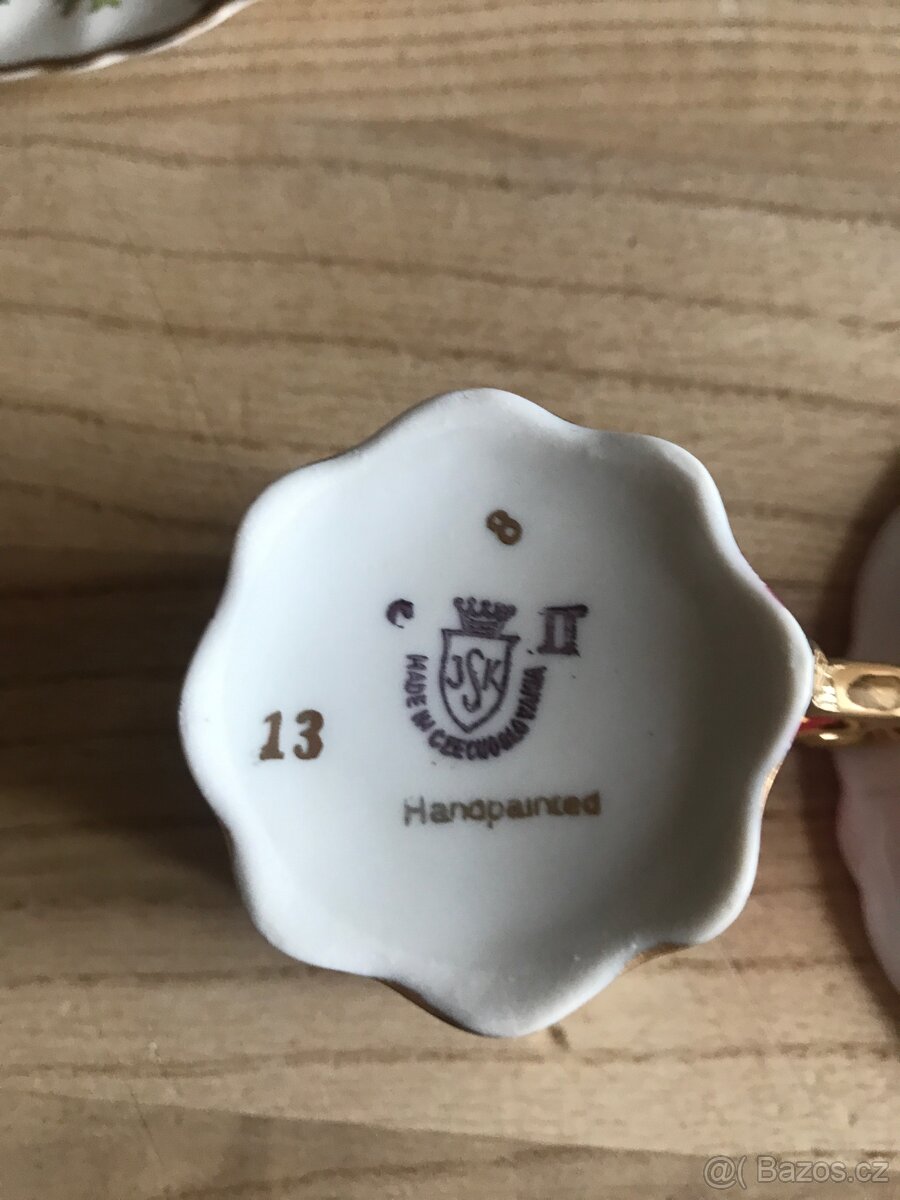 8
e
II
JSK
MADE IN CZECHOSLOVAKIA
13
Handpainted
@( Bazos.cz